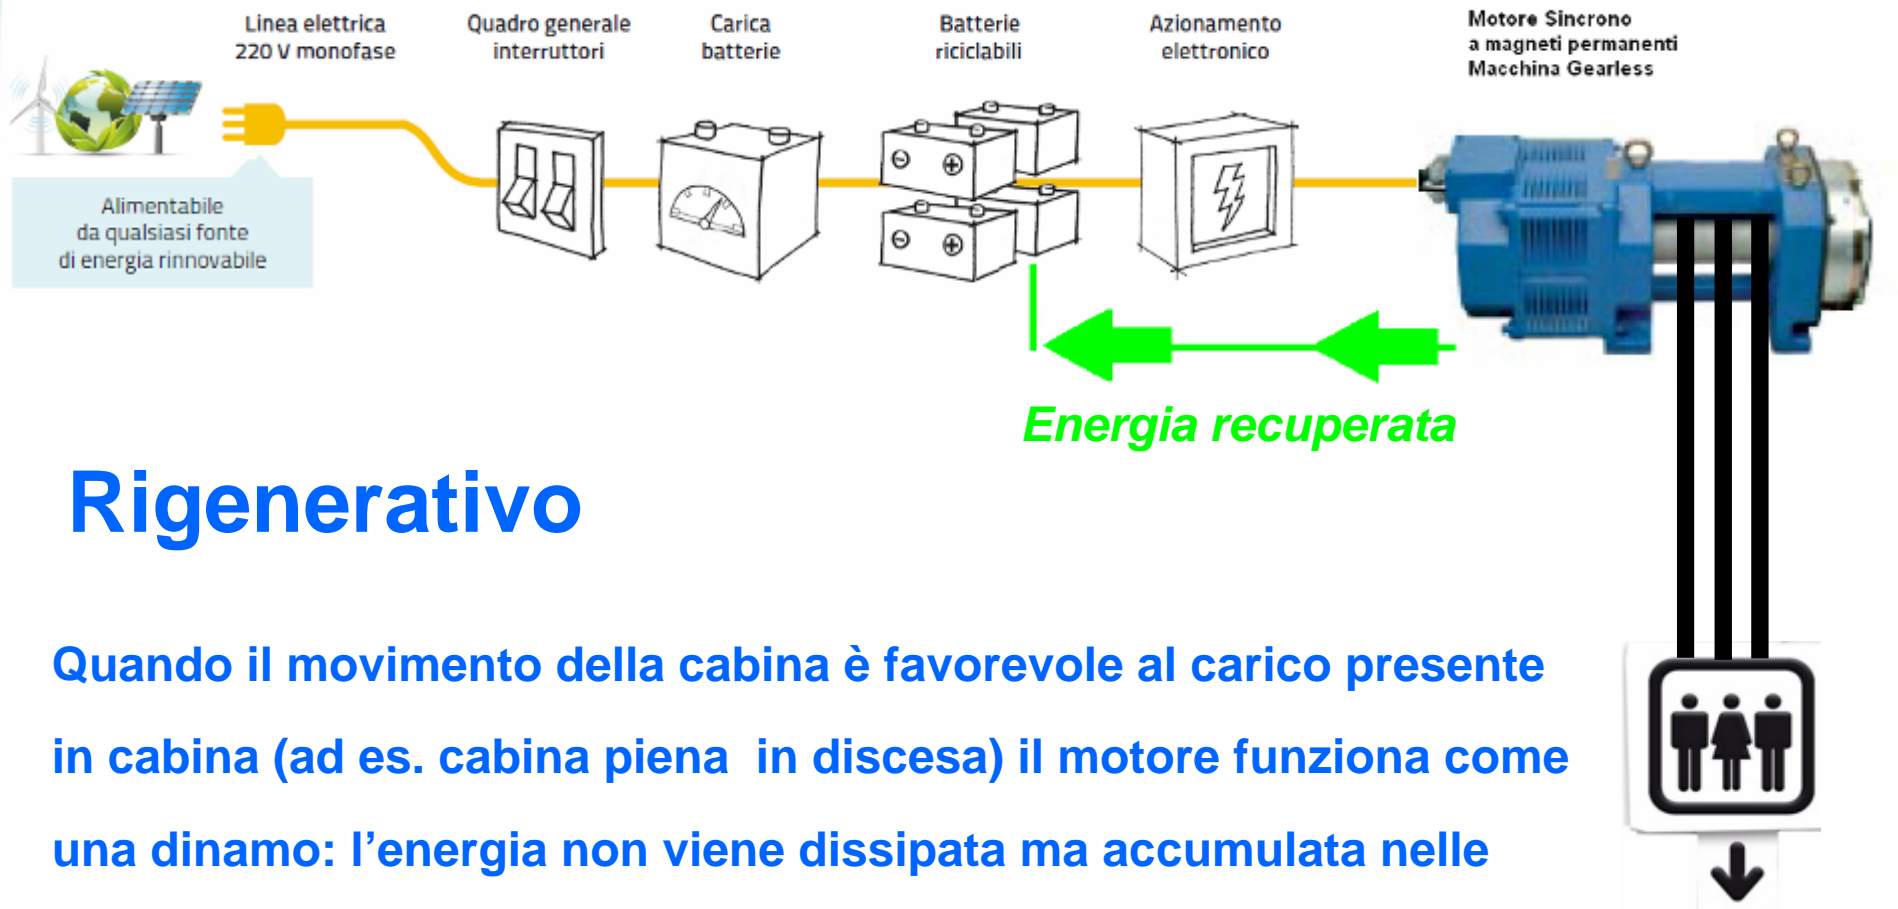 Linea elettrica
220 V monofase
Quadro generale
interruttori
Carica
batterie
Batterie
riciclabili
Azionamento
elettronico
Motore Sincrono
a magneti permanenti
Macchina Gearless
Alimentabile
da qualsiasi fonte
di energia rinnovabile
Energia recuperata
Rigenerativo
Quando il movimento della cabina è favorevole al carico presente
in cabina (ad es. cabina piena  in discesa) il motore funziona come
una dinamo: l’energia non viene dissipata ma accumulata nelle